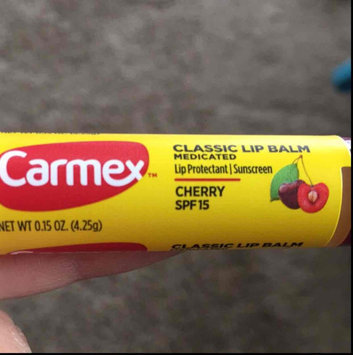 Carmex™
NET WT 0.15 OZ. (4.25g)
CLASSIC LIP BALM
MEDICATED
Lip Protectant | Sunscreen
CHERRY
SPF 15
CLASSIC LIP BALM